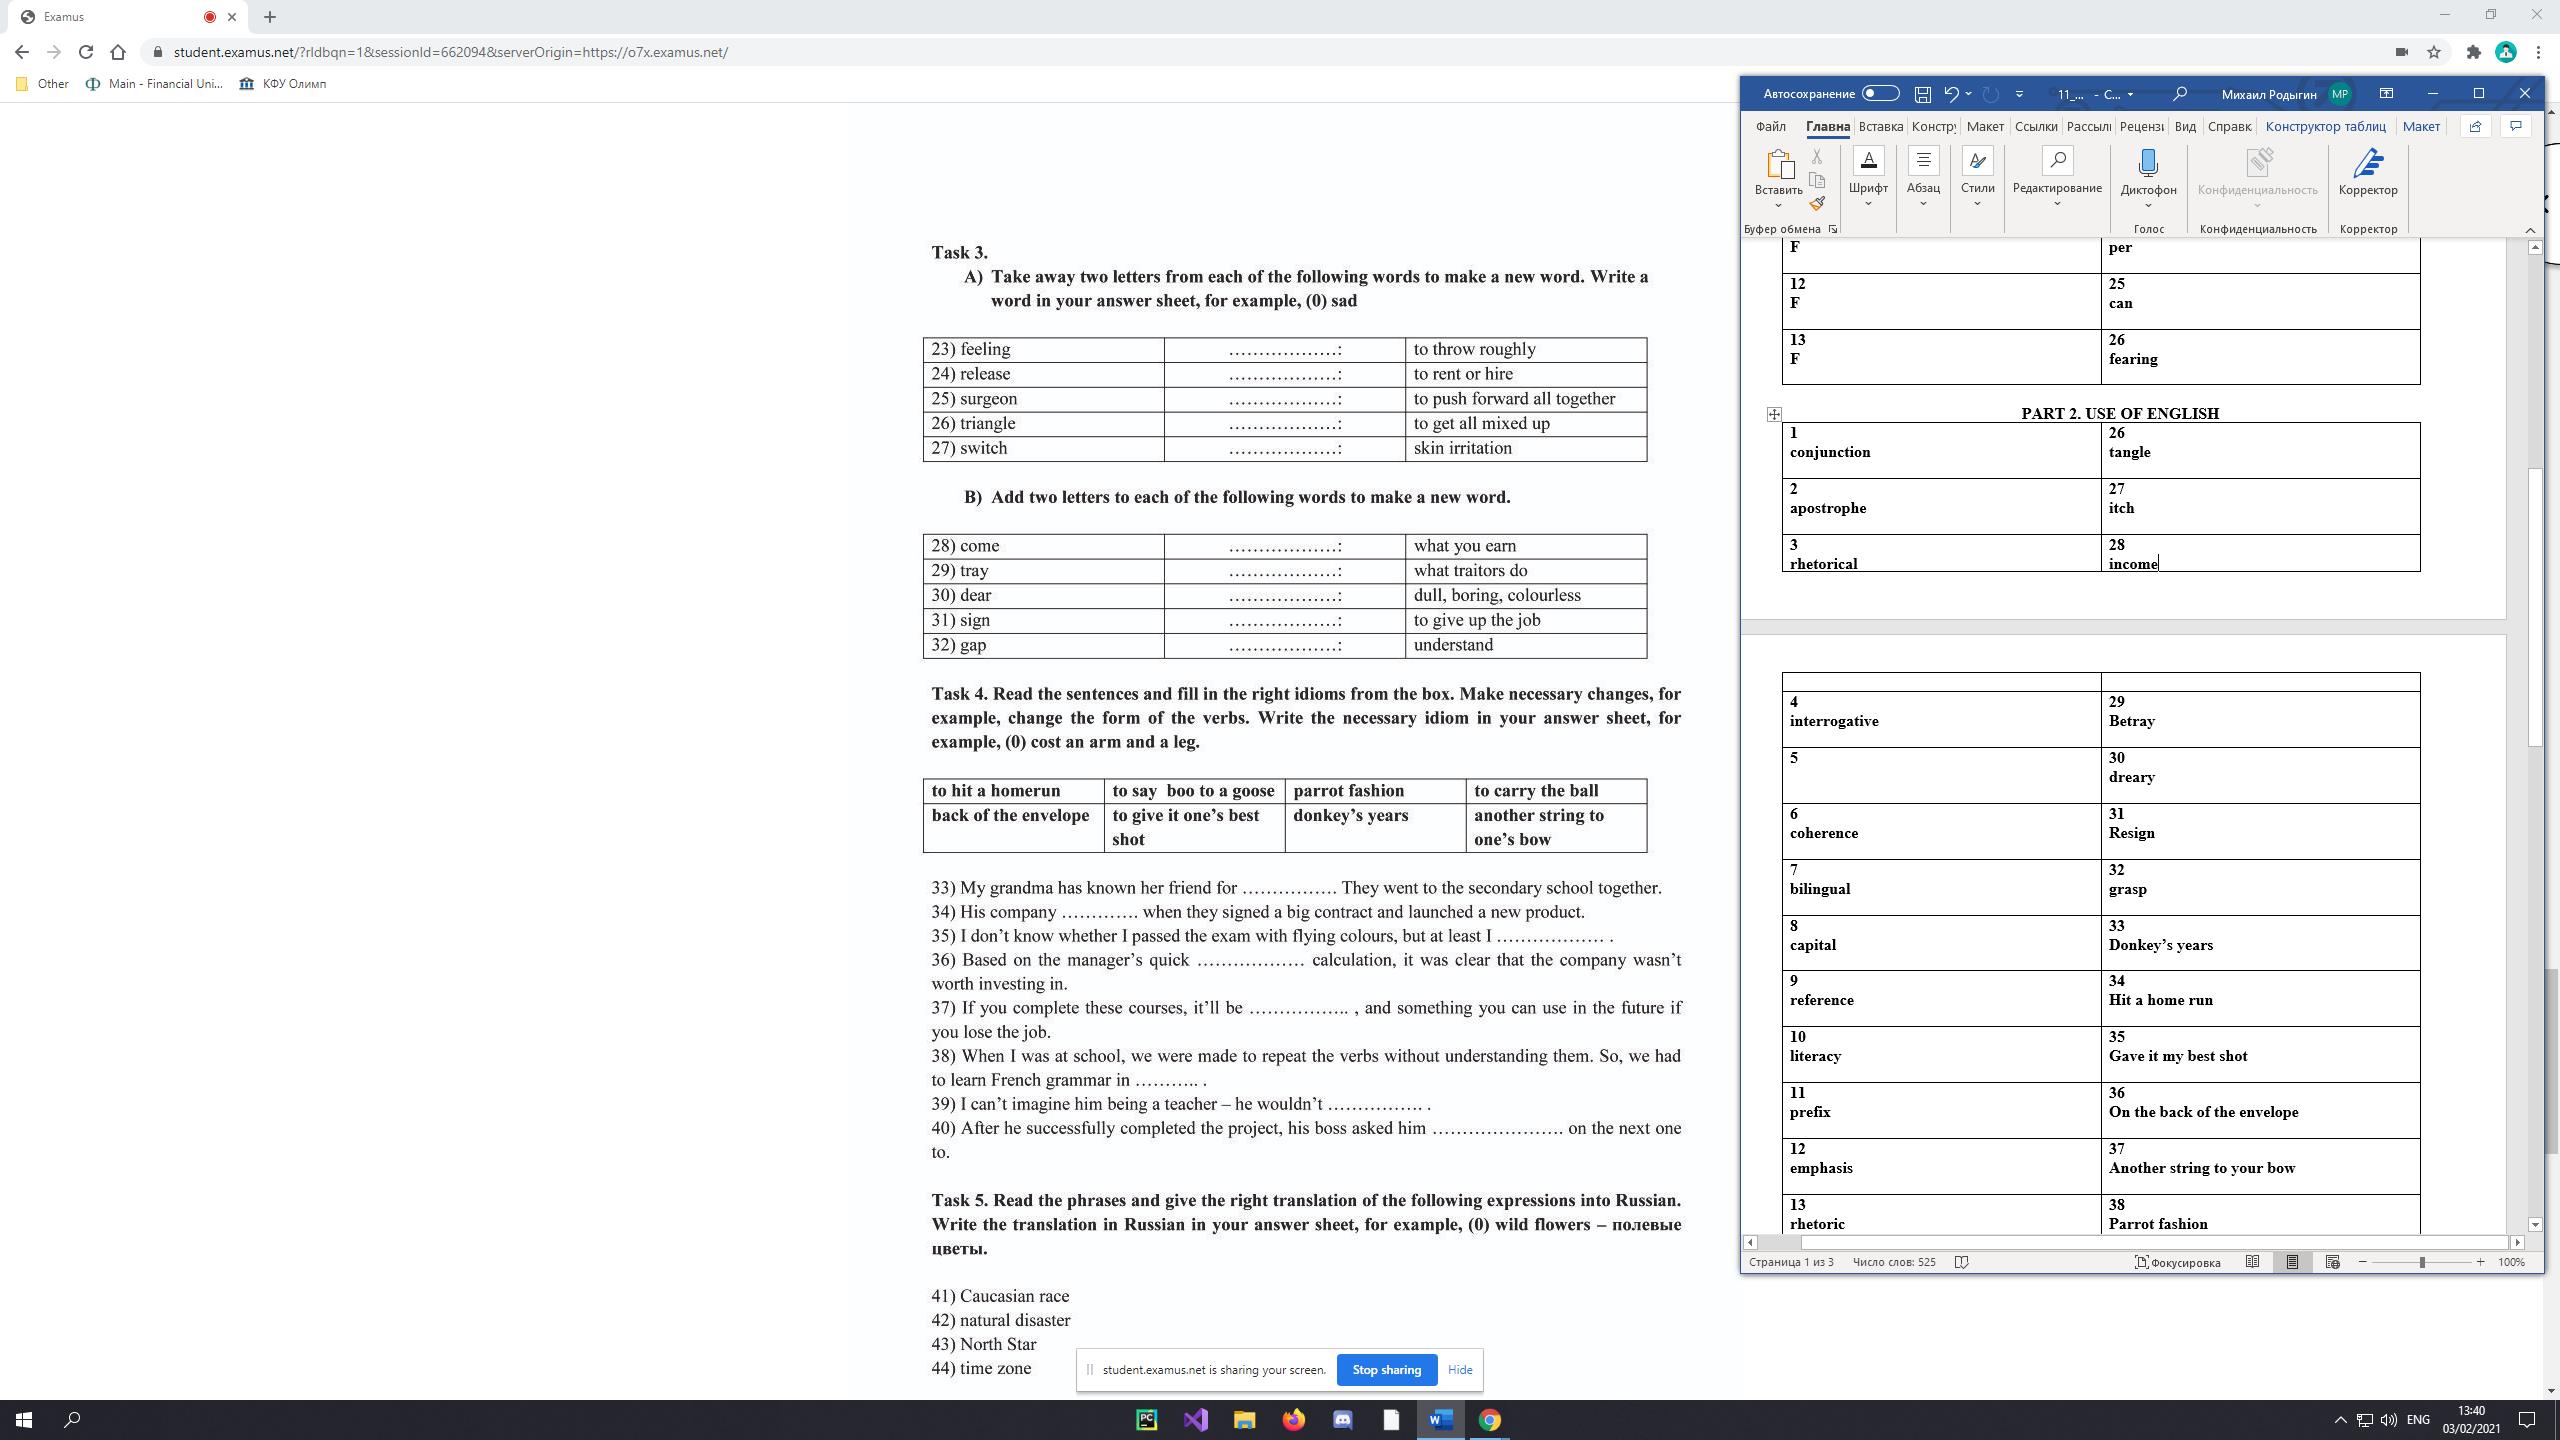 Examus
student.examus.net/?rldbqn=1&sessionId=662094&serverOrigin=https://o7x.examus.net/
Other
Main - Financial Uni...
КФУ Олимп
Task 3.
A) Take away two letters from each of the following words to make a new word. Write a
word in your answer sheet, for example, (0) sad
23) feeling ………………: to throw roughly
24) release ………………: to rent or hire
25) surgeon ………………: to push forward all together
26) triangle ………………: to get all mixed up
27) switch ………………: skin irritation
B) Add two letters to each of the following words to make a new word.
28) come ………………: what you earn
29) tray ………………: what traitors do
30) dear ………………: dull, boring, colourless
31) sign ………………: to give up the job
32) gap ………………: understand
Task 4. Read the sentences and fill in the right idioms from the box. Make necessary changes, for
example, change the form of the verbs. Write the necessary idiom in your answer sheet, for
example, (0) cost an arm and a leg.
to hit a homerun to say boo to a goose parrot fashion to carry the ball
back of the envelope to give it one’s best donkey’s years another string to
shot one’s bow
33) My grandma has known her friend for ……………. They went to the secondary school together.
34) His company …………. when they signed a big contract and launched a new product.
35) I don’t know whether I passed the exam with flying colours, but at least I ……………… .
36) Based on the manager’s quick ……………… calculation, it was clear that the company wasn’t
worth investing in.
37) If you complete these courses, it’ll be …………….. , and something you can use in the future if
you lose the job.
38) When I was at school, we were made to repeat the verbs without understanding them. So, we had
to learn French grammar in ……….. .
39) I can’t imagine him being a teacher – he wouldn’t ……………. .
40) After he successfully completed the project, his boss asked him …………………. on the next one
to.
Task 5. Read the phrases and give the right translation of the following expressions into Russian.
Write the translation in Russian in your answer sheet, for example, (0) wild flowers – полевые
цветы.
41) Caucasian race
42) natural disaster
43) North Star
44) time zone
student.examus.net is sharing your screen. Stop sharing Hide
Автосохранение 11_... - C... Михаил Родыгин МР
Файл Главна Вставка Констру Макет Ссылки Рассыл Реценз Вид Справк Конструктор таблиц Макет
Вставить Шрифт Абзац Стили Редактирование Диктофон Конфиденциальность Корректор
Буфер обмена Голос Конфиденциальность Корректор
F per
12 25
F can
13 26
F fearing
PART 2. USE OF ENGLISH
1 26
conjunction tangle
2 27
apostrophe itch
3 28
rhetorical income
4 29
interrogative Betray
5 30
dreary
6 31
coherence Resign
7 32
bilingual grasp
8 33
capital Donkey’s years
9 34
reference Hit a home run
10 35
literacy Gave it my best shot
11 36
prefix On the back of the envelope
12 37
emphasis Another string to your bow
13 38
rhetoric Parrot fashion
Страница 1 из 3 Число слов: 525 Фокусировка 100%
PC W ENG 13:40
03/02/2021